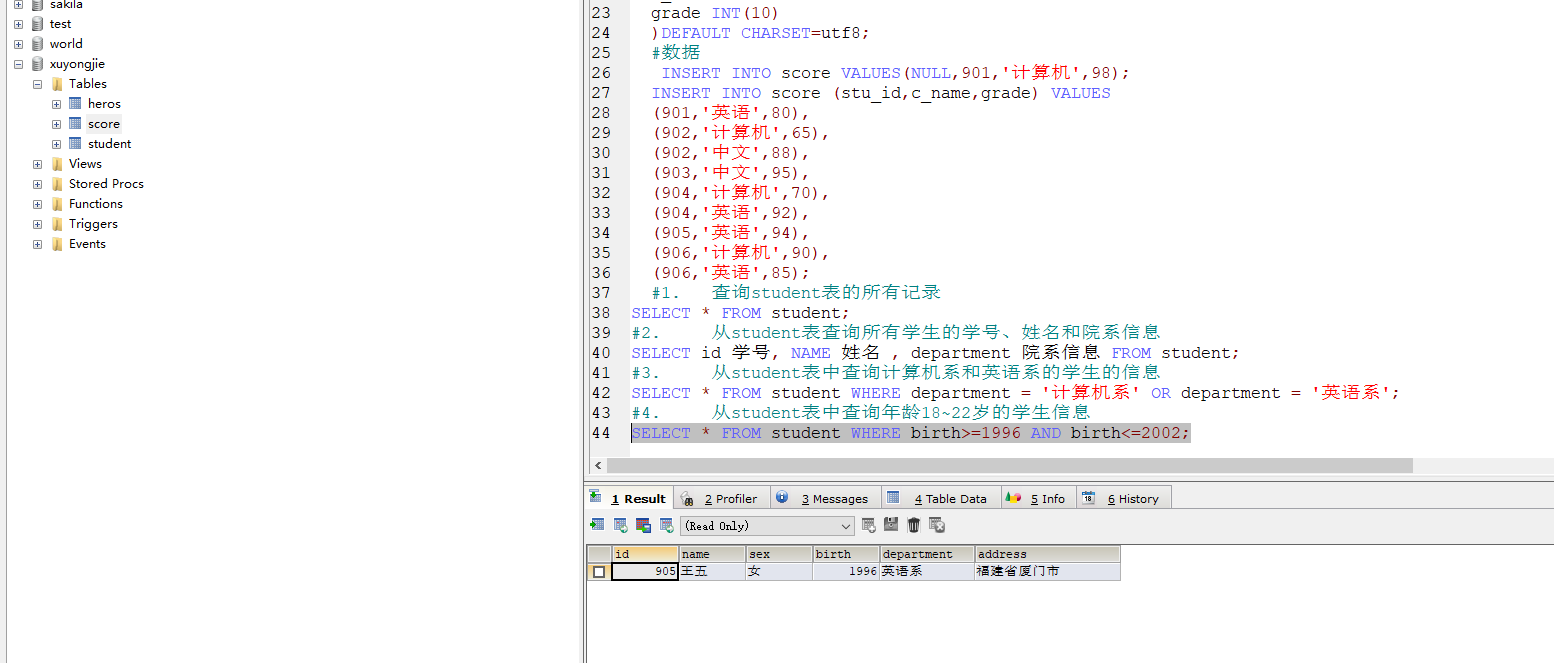 sakila
test
world
xuyongjie
Tables
heros
score
student
Views
Stored Procs
Functions
Triggers
Events
23 grade INT(10)
24 )DEFAULT CHARSET=utf8;
25 #数据
26 INSERT INTO score VALUES(NULL,901,'计算机',98);
27 INSERT INTO score (stu_id,c_name,grade) VALUES
28 (901,'英语',80),
29 (902,'计算机',65),
30 (902,'中文',88),
31 (903,'中文',95),
32 (904,'计算机',70),
33 (904,'英语',92),
34 (905,'英语',94),
35 (906,'计算机',90),
36 (906,'英语',85);
37 #1. 查询student表的所有记录
38 SELECT * FROM student;
39 #2. 从student表查询所有学生的学号、姓名和院系信息
40 SELECT id 学号, NAME 姓名 , department 院系信息 FROM student;
41 #3. 从student表中查询计算机系和英语系的学生的信息
42 SELECT * FROM student WHERE department = '计算机系' OR department = '英语系';
43 #4. 从student表中查询年龄18~22岁的学生信息
44 SELECT * FROM student WHERE birth>=1996 AND birth<=2002;
1 Result 2 Profiler 3 Messages 4 Table Data 5 Info 18 6 History
(Read Only)
id name sex birth department address
905 王五 女 1996 英语系 福建省厦门市